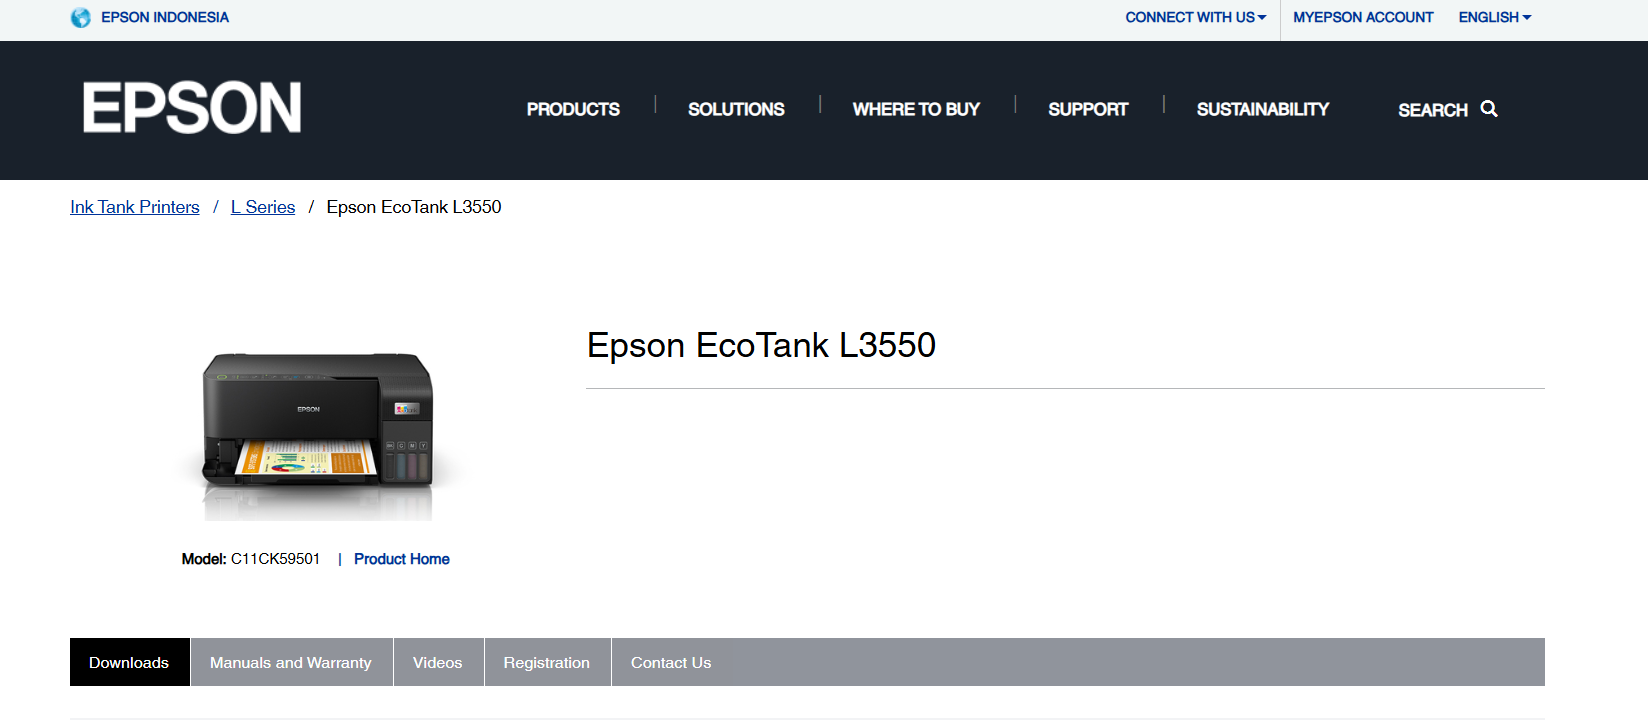 EPSON INDONESIA
CONNECT WITH US
MYEPSON ACCOUNT
ENGLISH
EPSON
PRODUCTS
SOLUTIONS
WHERE TO BUY
SUPPORT
SUSTAINABILITY
SEARCH
Ink Tank Printers / L Series / Epson EcoTank L3550
Epson EcoTank L3550
EPSON
BK C M Y
Model: C11CK59501 | Product Home
Downloads
Manuals and Warranty
Videos
Registration
Contact Us